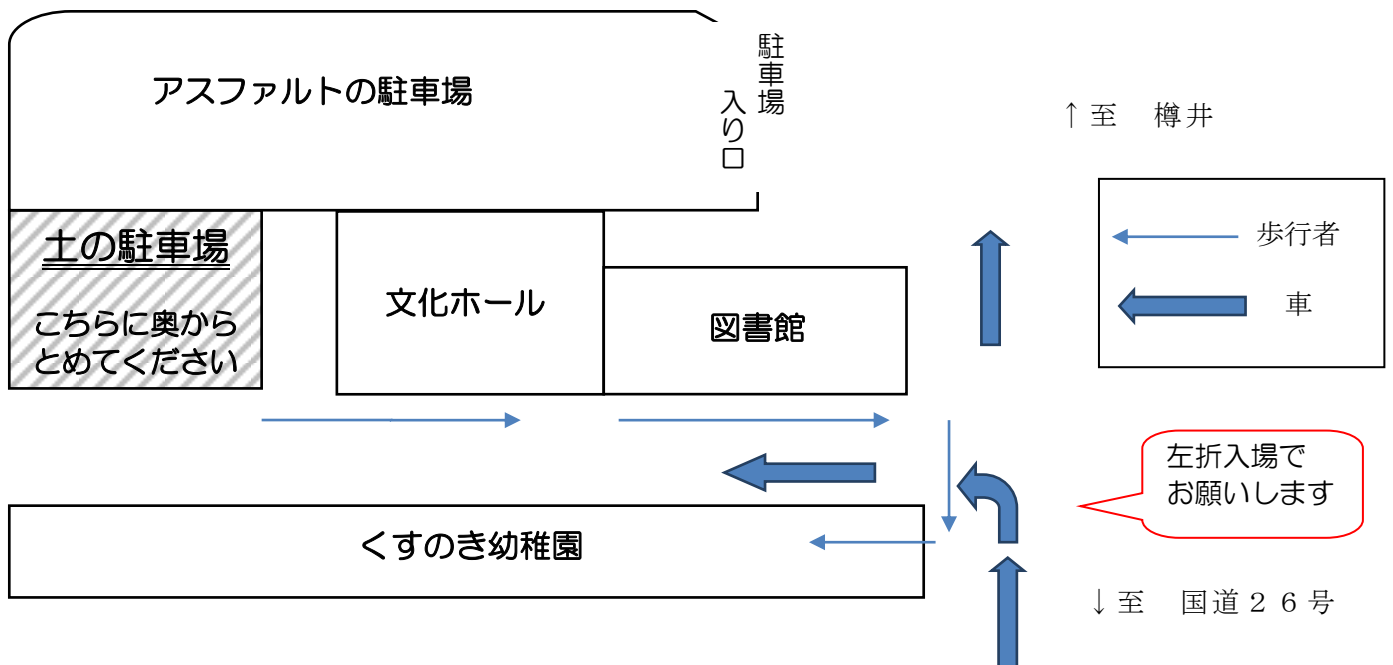 アスファルトの駐車場
駐車場
入り口
↑至　樽井
土の駐車場
こちらに奥から
とめてください
文化ホール
図書館
歩行者
車
左折入場で
お願いします
くすのき幼稚園
↓至　国道２６号